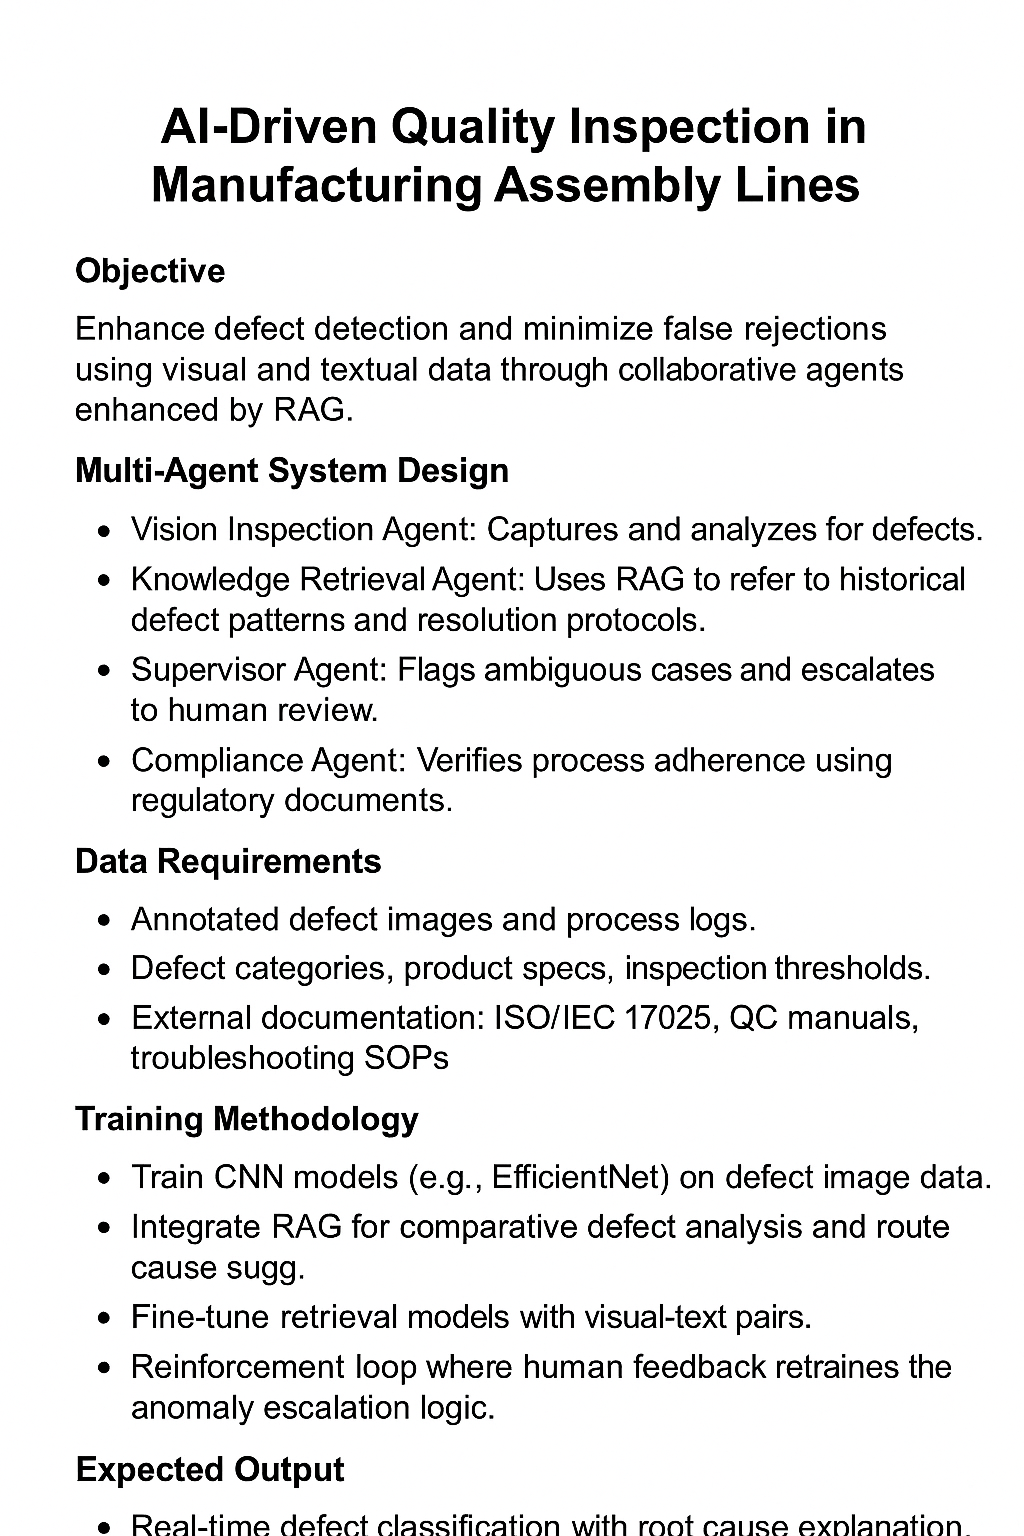 AI-Driven Quality Inspection in
Manufacturing Assembly Lines
Objective
Enhance defect detection and minimize false rejections
using visual and textual data through collaborative agents
enhanced by RAG.
Multi-Agent System Design
• Vision Inspection Agent: Captures and analyzes for defects.
• Knowledge Retrieval Agent: Uses RAG to refer to historical
defect patterns and resolution protocols.
• Supervisor Agent: Flags ambiguous cases and escalates
to human review.
• Compliance Agent: Verifies process adherence using
regulatory documents.
Data Requirements
• Annotated defect images and process logs.
• Defect categories, product specs, inspection thresholds.
• External documentation: ISO/IEC 17025, QC manuals,
troubleshooting SOPs
Training Methodology
• Train CNN models (e.g., EfficientNet) on defect image data.
• Integrate RAG for comparative defect analysis and route
cause sugg.
• Fine-tune retrieval models with visual-text pairs.
• Reinforcement loop where human feedback retraines the
anomaly escalation logic.
Expected Output
• Real-time defect classification with root cause explanation.